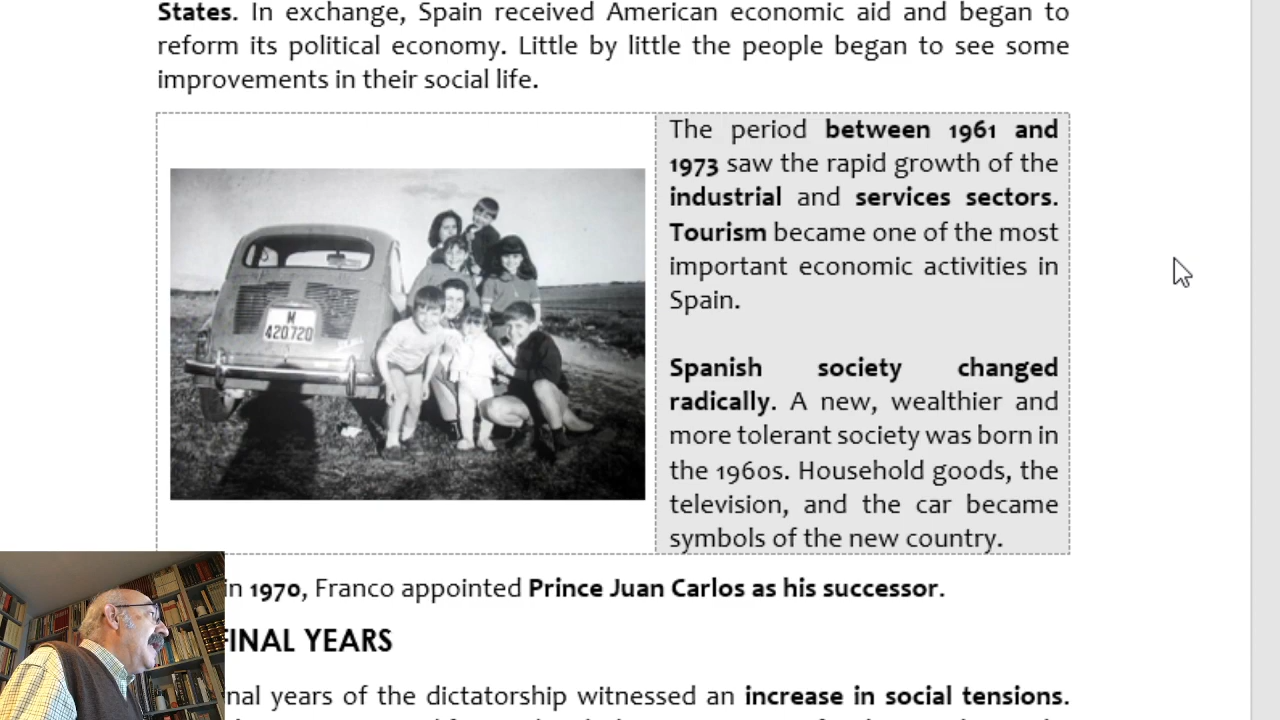 States. In exchange, Spain received American economic aid and began to
reform its political economy. Little by little the people began to see some
improvements in their social life.
M
420720
The period between 1961 and
1973 saw the rapid growth of the
industrial and services sectors.
Tourism became one of the most
important economic activities in
Spain.
Spanish society changed
radically. A new, wealthier and
more tolerant society was born in
the 1960s. Household goods, the
television, and the car became
symbols of the new country.
in 1970, Franco appointed Prince Juan Carlos as his successor.
FINAL YEARS
years of the dictatorship witnessed an increase in social tensions.